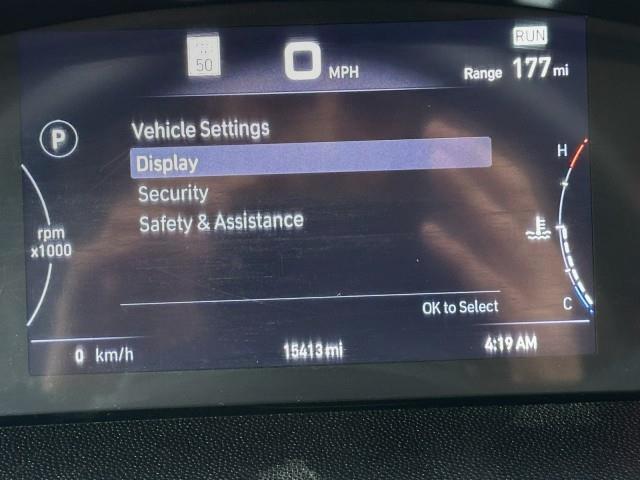 50
0 MPH
RUN
Range 177 mi
P
Vehicle Settings
Display
Security
Safety & Assistance
rpm
x1000
H
C
OK to Select
0 km/h
15413 mi
4:19 AM